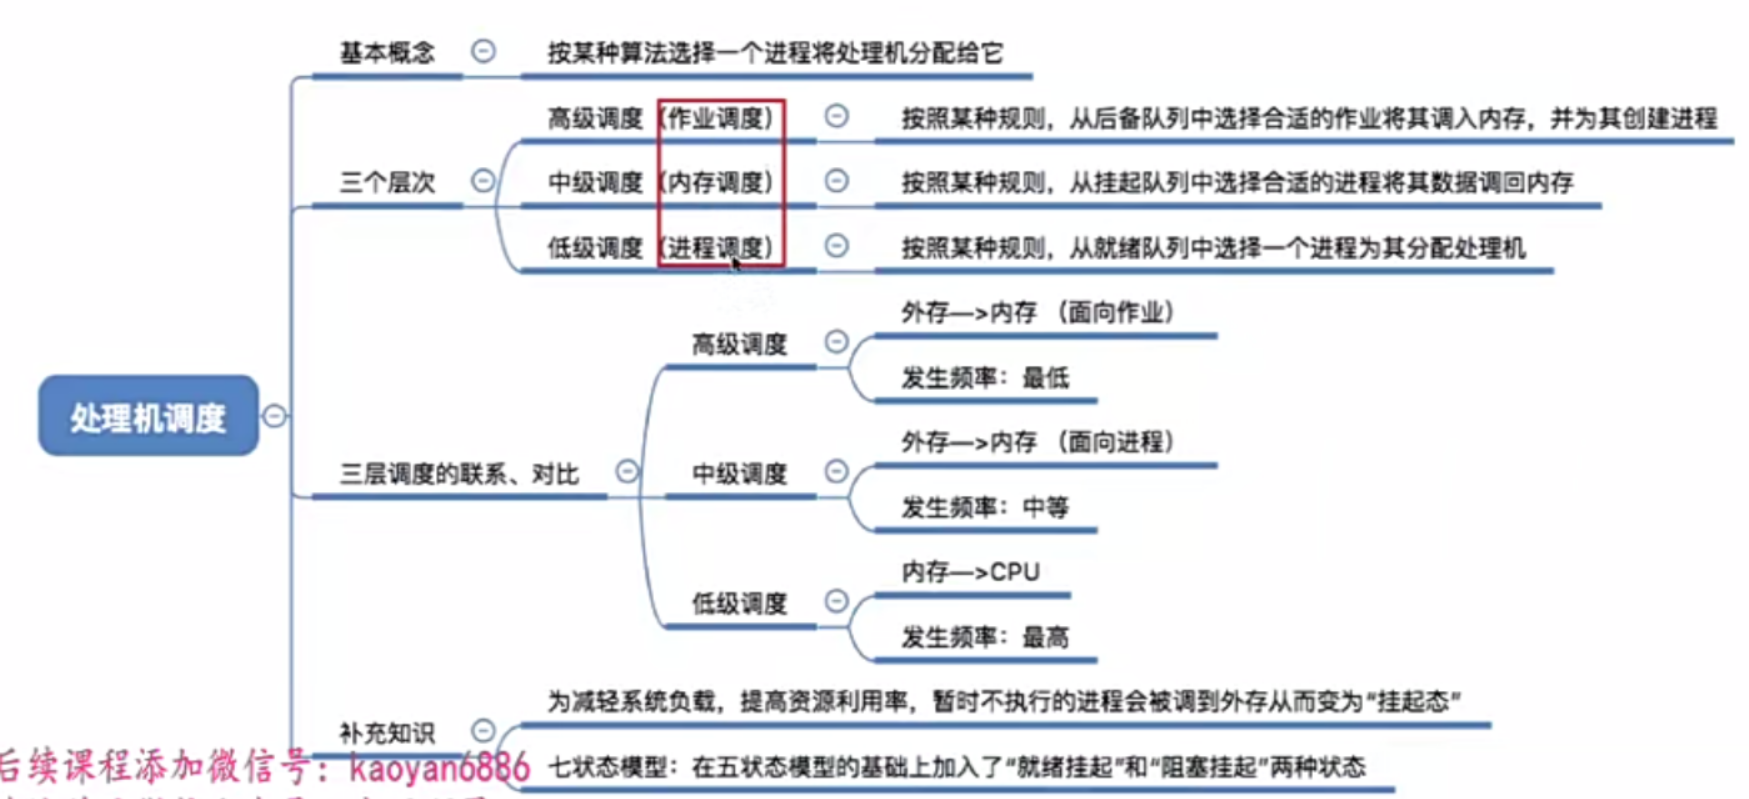 基本概念
按某种算法选择一个进程将处理机分配给它
三个层次
高级调度（作业调度）
按照某种规则，从后备队列中选择合适的作业将其调入内存，并为其创建进程
中级调度（内存调度）
按照某种规则，从挂起队列中选择合适的进程将其数据调回内存
低级调度（进程调度）
按照某种规则，从就绪队列中选择一个进程为其分配处理机
处理机调度
三层调度的联系、对比
高级调度
外存—>内存 （面向作业）
发生频率：最低
中级调度
外存—>内存 （面向进程）
发生频率：中等
低级调度
内存—>CPU
发生频率：最高
补充知识
为减轻系统负载，提高资源利用率，暂时不执行的进程会被调到外存从而变为“挂起态”
七状态模型：在五状态模型的基础上加入了“就绪挂起”和“阻塞挂起”两种状态
后续课程添加微信号：kaoyan6886